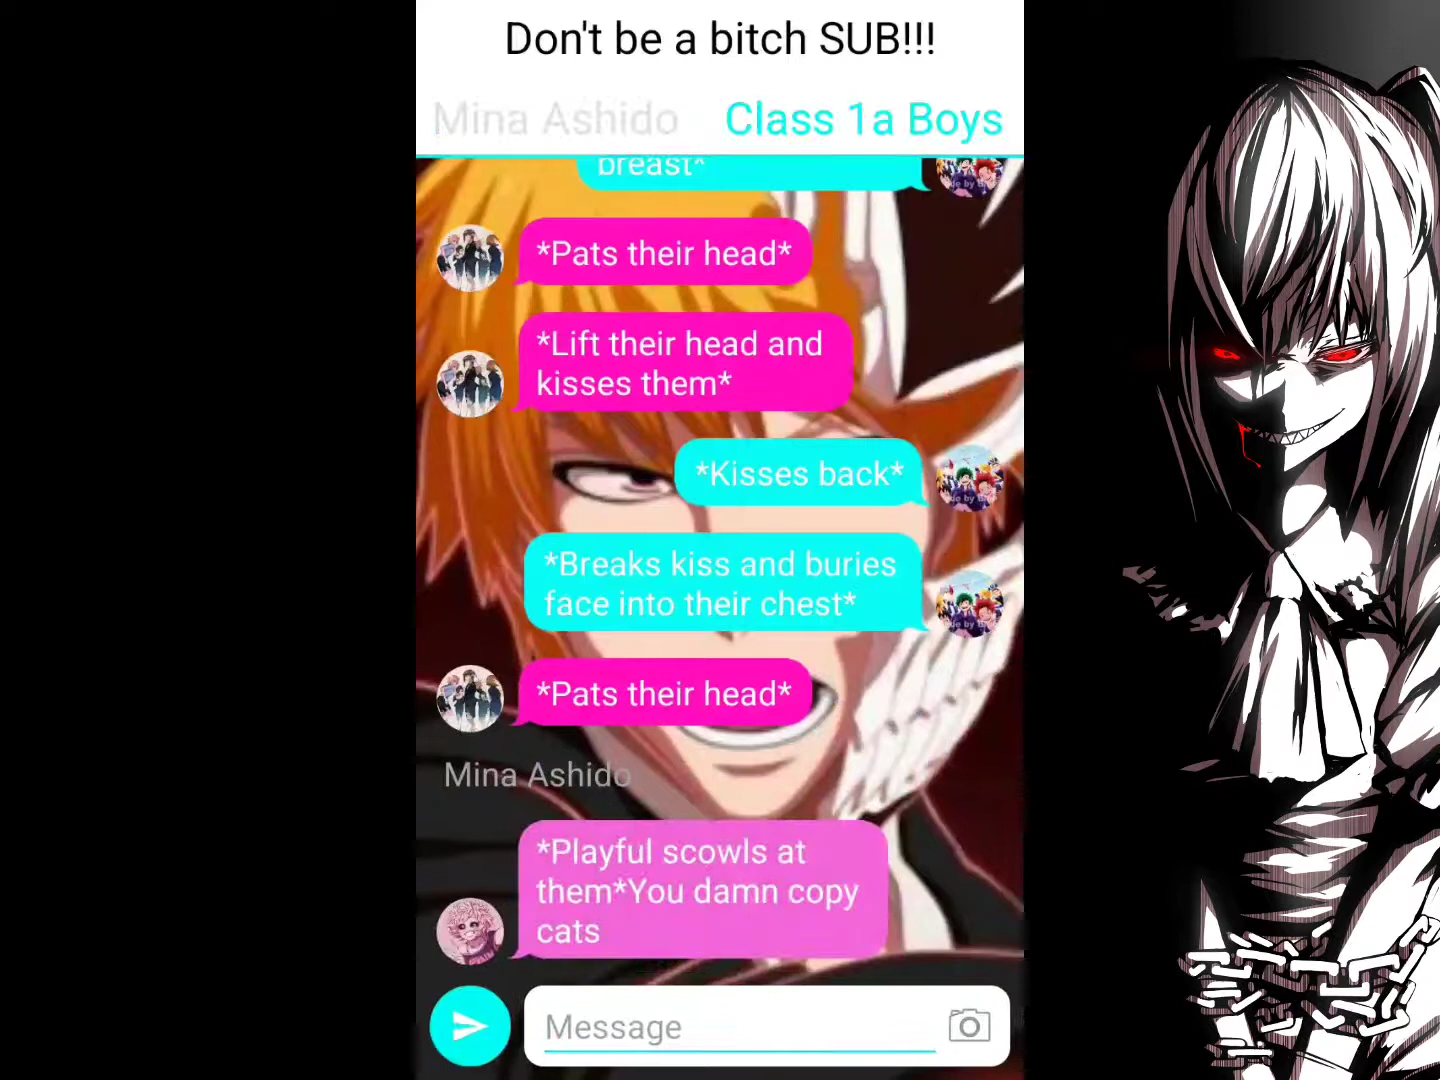 Don't be a bitch SUB!!!
Mina Ashido Class 1a Boys
breast*
*Pats their head*
*Lift their head and
kisses them*
*Kisses back*
*Breaks kiss and buries
face into their chest*
*Pats their head*
Mina Ashido
*Playful scowls at
them*You damn copy
cats
Message